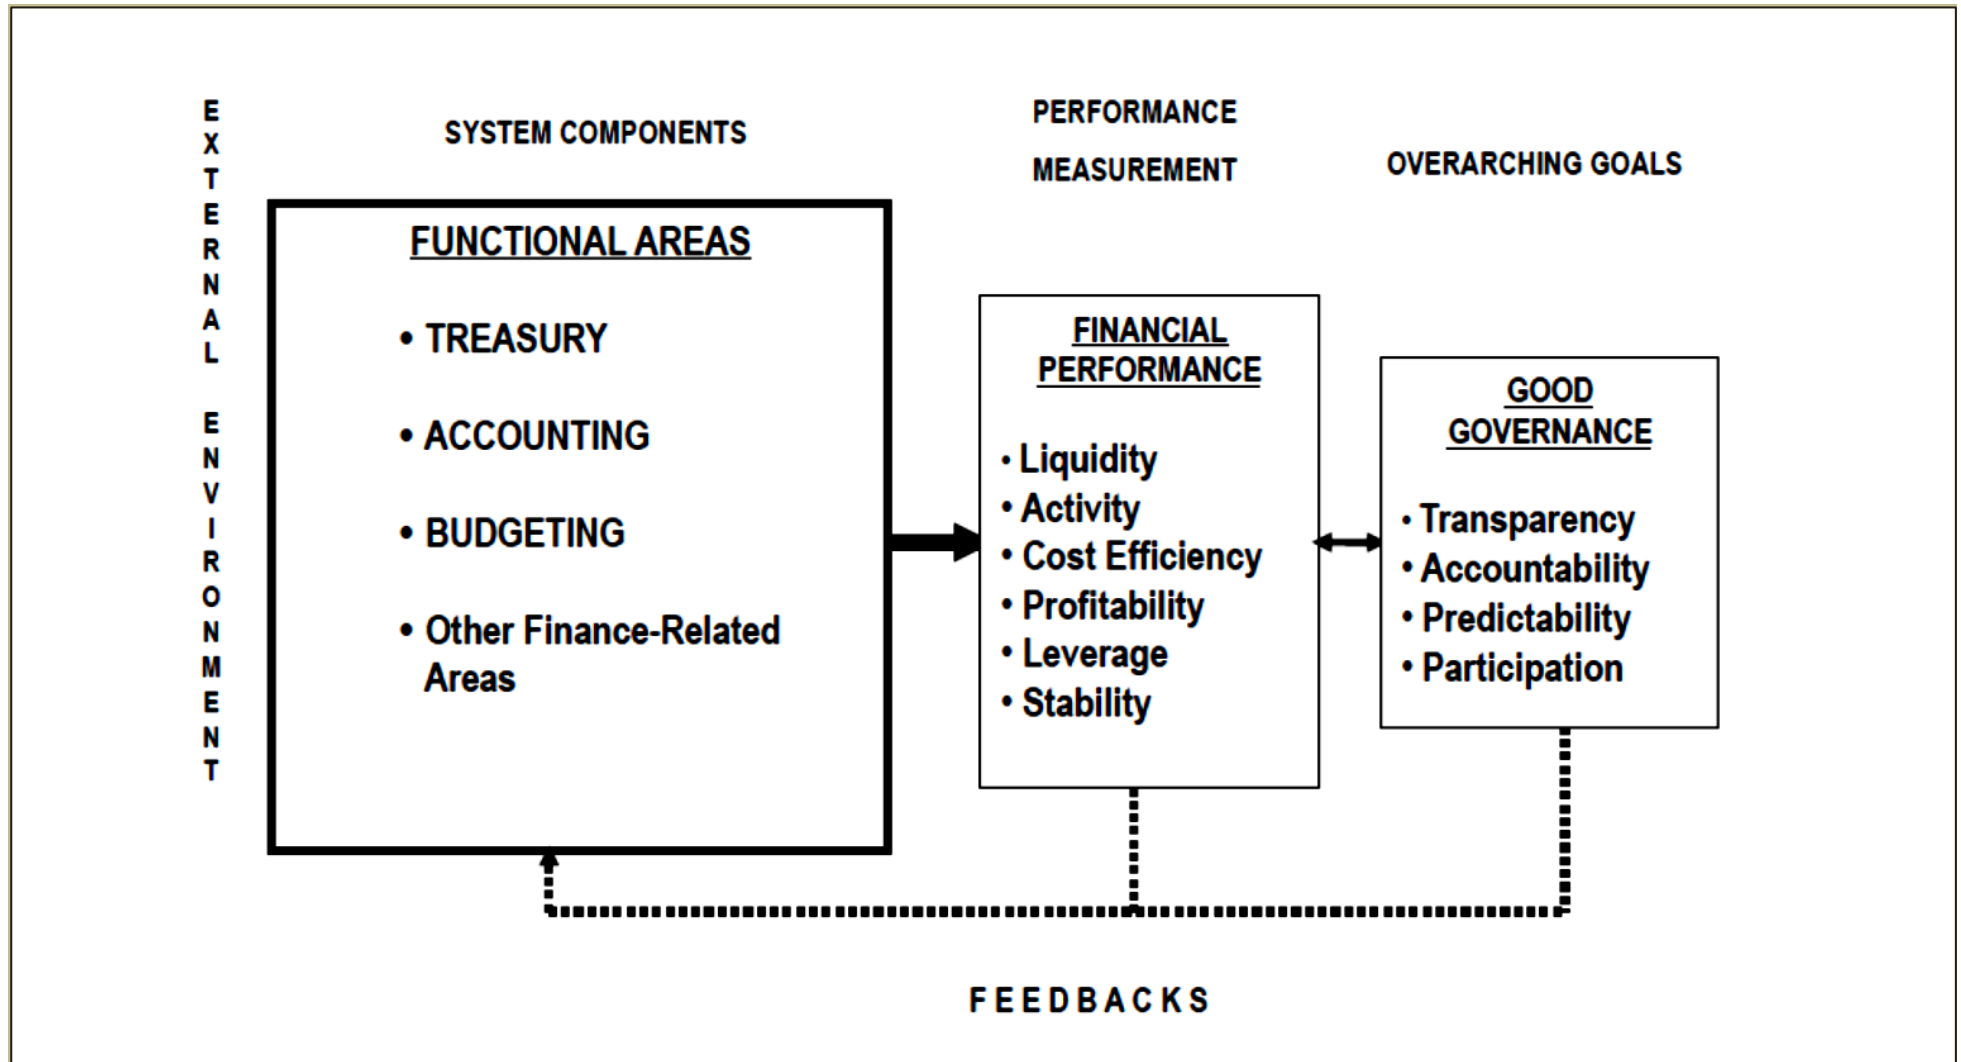 EXTERNAL ENVIRONMENT
SYSTEM COMPONENTS
FUNCTIONAL AREAS
• TREASURY
• ACCOUNTING
• BUDGETING
• Other Finance-Related
Areas
PERFORMANCE
MEASUREMENT
FINANCIAL
PERFORMANCE
• Liquidity
• Activity
• Cost Efficiency
• Profitability
• Leverage
• Stability
OVERARCHING GOALS
GOOD
GOVERNANCE
• Transparency
• Accountability
• Predictability
• Participation
FEEDBACKS